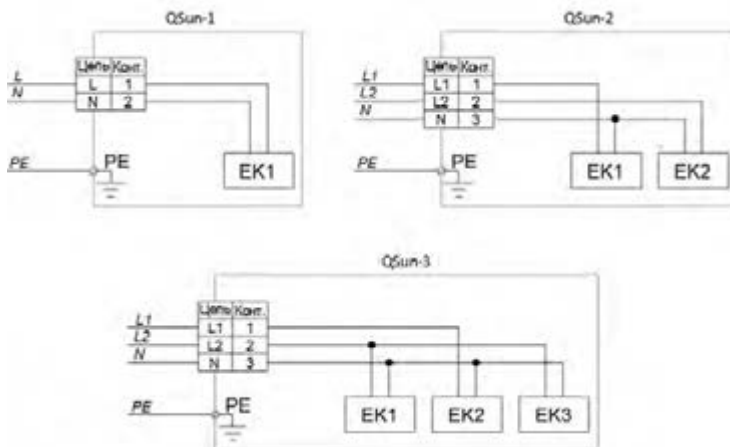 QSun-1
Цепь Конт.
L L 1
N N 2
PE PE
EK1
QSun-2
Цепь Конт.
L1 L1 1
L2 L2 2
N N 3
PE PE
EK1 EK2
QSun-3
Цепь Конт.
L1 L1 1
L2 L2 2
N N 3
PE PE
EK1 EK2 EK3